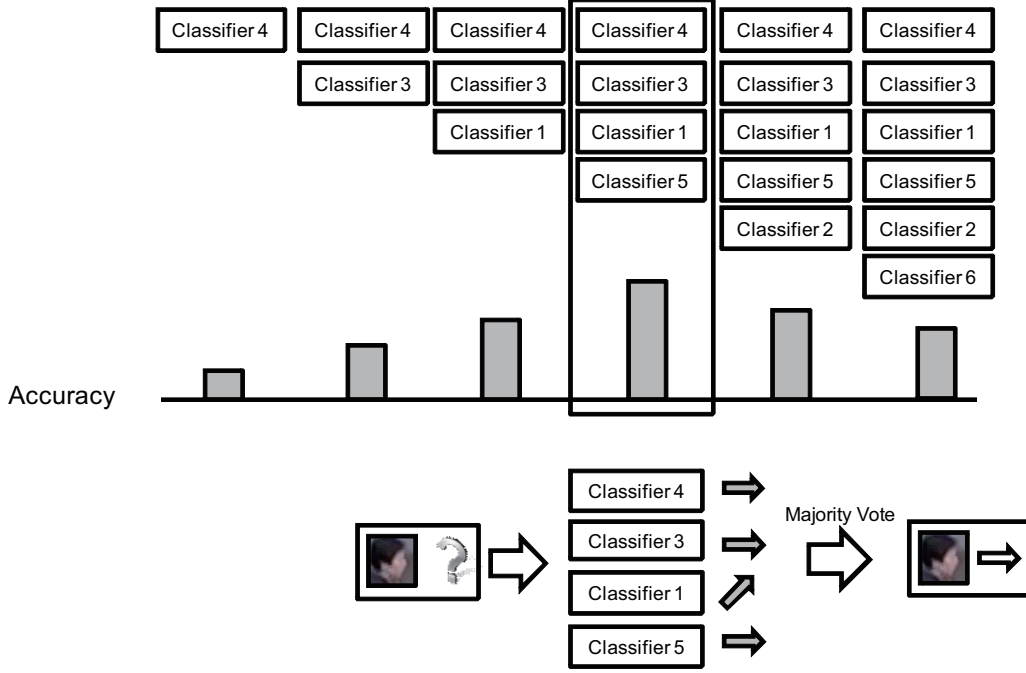 Classifier 4 Classifier 4 Classifier 4 Classifier 4 Classifier 4 Classifier 4
Classifier 3 Classifier 3 Classifier 3 Classifier 3 Classifier 3
Classifier 1 Classifier 1 Classifier 1 Classifier 1
Classifier 5 Classifier 5 Classifier 5
Classifier 2 Classifier 2
Classifier 6
Accuracy
Classifier 4
Majority Vote
Classifier 3
?
Classifier 1
Classifier 5